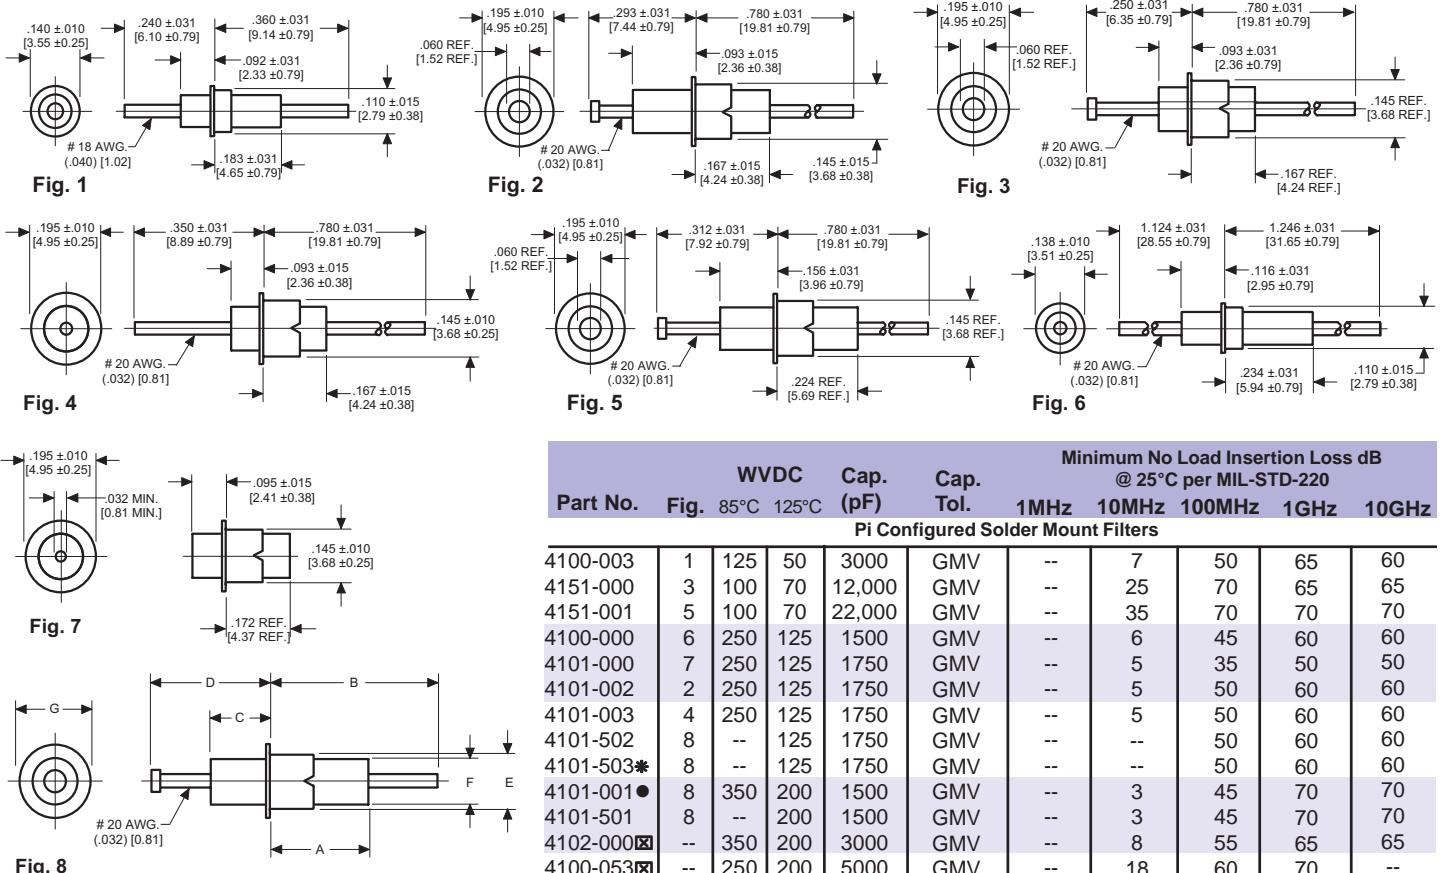 .140 ±.010
[3.55 ±0.25]
.240 ±.031
[6.10 ±0.79]
.360 ±.031
[9.14 ±0.79]
.092 ±.031
[2.33 ±0.79]
.110 ±.015
[2.79 ±0.38]
# 18 AWG.
(.040) [1.02]
.183 ±.031
[4.65 ±0.79]
Fig. 1
.195 ±.010
[4.95 ±0.25]
.060 REF.
[1.52 REF.]
.293 ±.031
[7.44 ±0.79]
.780 ±.031
[19.81 ±0.79]
.093 ±.015
[2.36 ±0.38]
# 20 AWG.
(.032) [0.81]
.167 ±.015
[4.24 ±0.38]
.145 ±.015
[3.68 ±0.38]
Fig. 2
.195 ±.010
[4.95 ±0.25]
.060 REF.
[1.52 REF.]
.250 ±.031
[6.35 ±0.79]
.780 ±.031
[19.81 ±0.79]
.093 ±.031
[2.36 ±0.79]
.145 REF.
[3.68 REF.]
# 20 AWG.
(.032) [0.81]
.167 REF.
[4.24 REF.]
Fig. 3
.195 ±.010
[4.95 ±0.25]
.350 ±.031
[8.89 ±0.79]
.780 ±.031
[19.81 ±0.79]
.093 ±.015
[2.36 ±0.38]
.145 ±.010
[3.68 ±0.25]
# 20 AWG.
(.032) [0.81]
.167 ±.015
[4.24 ±0.38]
Fig. 4
.195 ±.010
[4.95 ±0.25]
.060 REF.
[1.52 REF.]
.312 ±.031
[7.92 ±0.79]
.780 ±.031
[19.81 ±0.79]
.156 ±.031
[3.96 ±0.79]
.145 REF.
[3.68 REF.]
# 20 AWG.
(.032) [0.81]
.224 REF.
[5.69 REF.]
Fig. 5
.138 ±.010
[3.51 ±0.25]
1.124 ±.031
[28.55 ±0.79]
1.246 ±.031
[31.65 ±0.79]
.116 ±.031
[2.95 ±0.79]
# 20 AWG.
(.032) [0.81]
.234 ±.031
[5.94 ±0.79]
.110 ±.015
[2.79 ±0.38]
Fig. 6
.195 ±.010
[4.95 ±0.25]
.032 MIN.
[0.81 MIN.]
.095 ±.015
[2.41 ±0.38]
.145 ±.010
[3.68 ±0.25]
.172 REF.
[4.37 REF.]
Fig. 7
D B
G C
F E
# 20 AWG.
(.032) [0.81]
A
Fig. 8
Minimum No Load Insertion Loss dB
WVDC Cap. Cap. @ 25°C per MIL-STD-220
Part No. Fig. 85°C 125°C (pF) Tol. 1MHz 10MHz 100MHz 1GHz 10GHz
Pi Configured Solder Mount Filters
4100-003 1 125 50 3000 GMV -- 7 50 65 60
4151-000 3 100 70 12,000 GMV -- 25 70 65 65
4151-001 5 100 70 22,000 GMV -- 35 70 70 70
4100-000 6 250 125 1500 GMV -- 6 45 60 60
4101-000 7 250 125 1750 GMV -- 5 35 50 50
4101-002 2 250 125 1750 GMV -- 5 50 60 60
4101-003 4 250 125 1750 GMV -- 5 50 60 60
4101-502 8 -- 125 1750 GMV -- -- 50 60 60
4101-503✱ 8 -- 125 1750 GMV -- -- 50 60 60
4101-001● 8 350 200 1500 GMV -- 3 45 70 70
4101-501 8 -- 200 1500 GMV -- 3 45 70 70
4102-000☒ -- 350 200 3000 GMV -- 8 55 65 65
4100-053☒ -- 250 200 5000 GMV -- 18 60 70 --